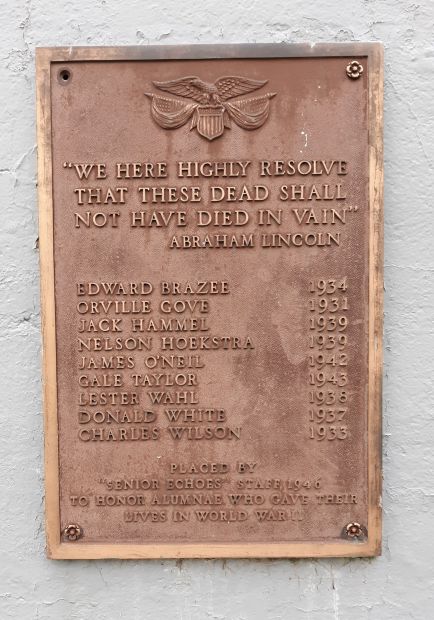 "WE HERE HIGHLY RESOLVE
THAT THESE DEAD SHALL
NOT HAVE DIED IN VAIN"
ABRAHAM LINCOLN
EDWARD BRAZEE 1934
ORVILLE GOVE 1931
JACK HAMMEL 1939
NELSON HOEKSTRA 1939
JAMES O'NEIL 1942
GALE TAYLOR 1943
LESTER WAHL 1938
DONALD WHITE 1937
CHARLES WILSON 1933
PLACED BY
"SENIOR ECHOES" STAFF, 1946
TO HONOR ALUMNAE WHO GAVE THEIR
LIVES IN WORLD WAR II